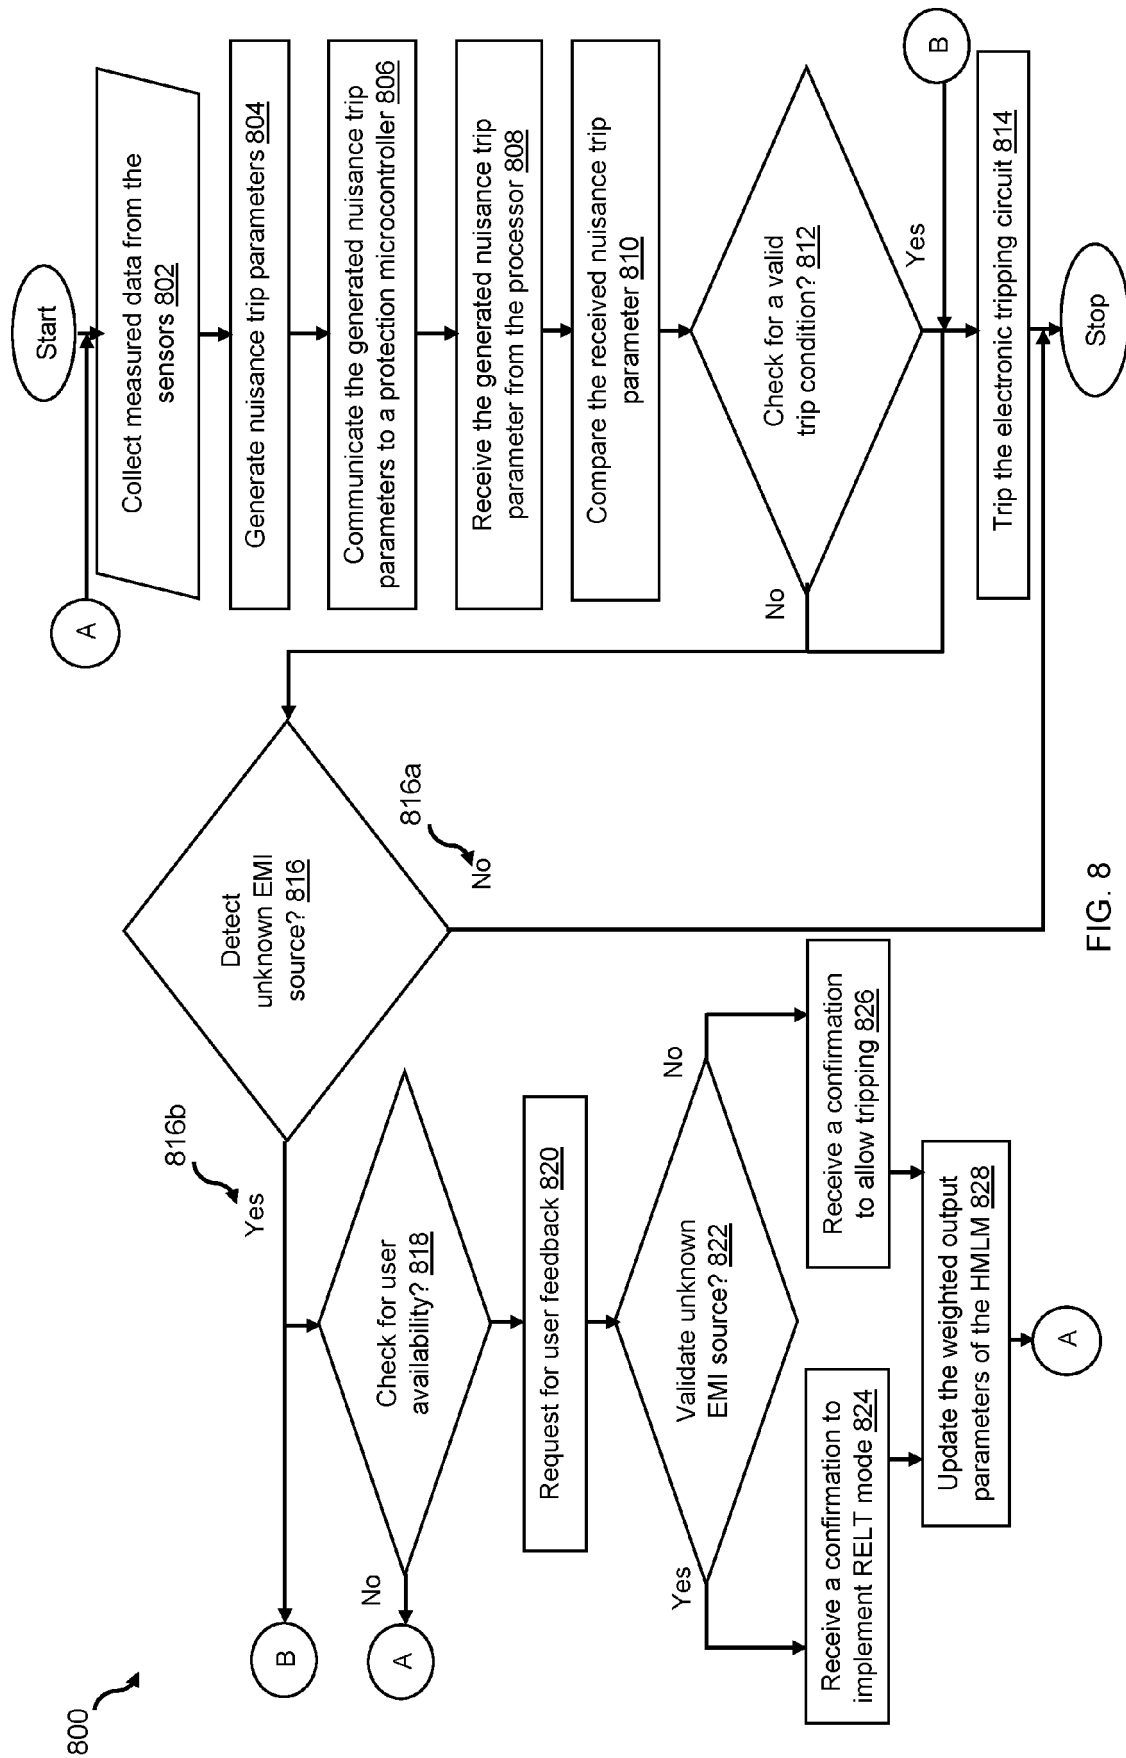 800
Start
A
Collect measured data from the
sensors 802
Generate nuisance trip parameters 804
Communicate the generated nuisance trip
parameters to a protection microcontroller 806
Receive the generated nuisance trip
parameter from the processor 808
Compare the received nuisance trip
parameter 810
Check for a valid
trip condition? 812
No
Yes
B
Trip the electronic tripping circuit 814
Stop
Detect
unknown EMI
source? 816
816a
No
816b
Yes
B
Check for user
availability? 818
No
A
Request for user feedback 820
Validate unknown
EMI source? 822
Yes
No
Receive a confirmation to
implement RELT mode 824
Receive a confirmation
to allow tripping 826
Update the weighted output
parameters of the HMLM 828
A
FIG. 8